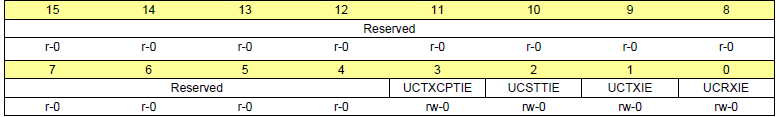 15 14 13 12 11 10 9 8
Reserved
r-0 r-0 r-0 r-0 r-0 r-0 r-0 r-0
7 6 5 4 3 2 1 0
Reserved UCTXCPTIE UCSTTIE UCTXIE UCRXIE
r-0 r-0 r-0 r-0 rw-0 rw-0 rw-0 rw-0